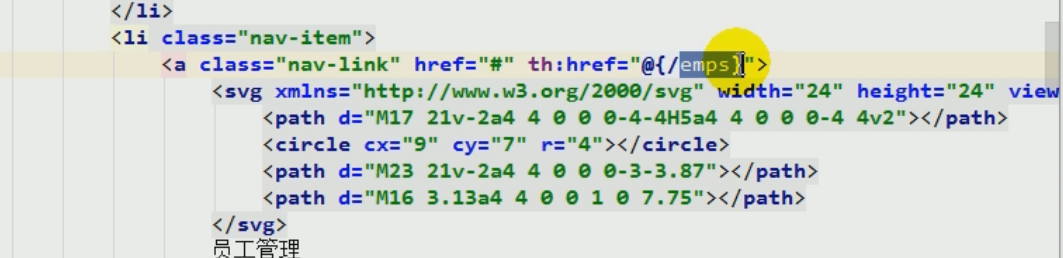 </li>
<li class="nav-item">
<a class="nav-link" href="#" th:href="@{/emps}">
<svg xmlns="http://www.w3.org/2000/svg" width="24" height="24" view
<path d="M17 21v-2a4 4 0 0 0-4-4H5a4 4 0 0 0-4 4v2"></path>
<circle cx="9" cy="7" r="4"></circle>
<path d="M23 21v-2a4 4 0 0 0-3-3.87"></path>
<path d="M16 3.13a4 4 0 0 1 0 7.75"></path>
</svg>
员工管理